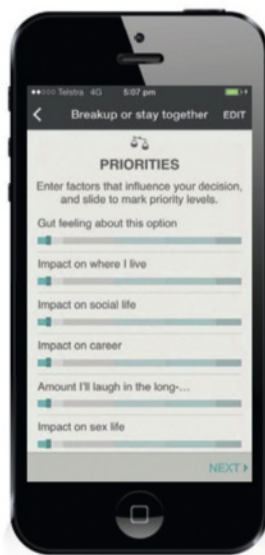 Telstra 4G 5:07 pm
Breakup or stay together EDIT
PRIORITIES
Enter factors that influence your decision,
and slide to mark priority levels.
Gut feeling about this option
Impact on where I live
Impact on social life
Impact on career
Amount I'll laugh in the long-...
Impact on sex life
NEXT